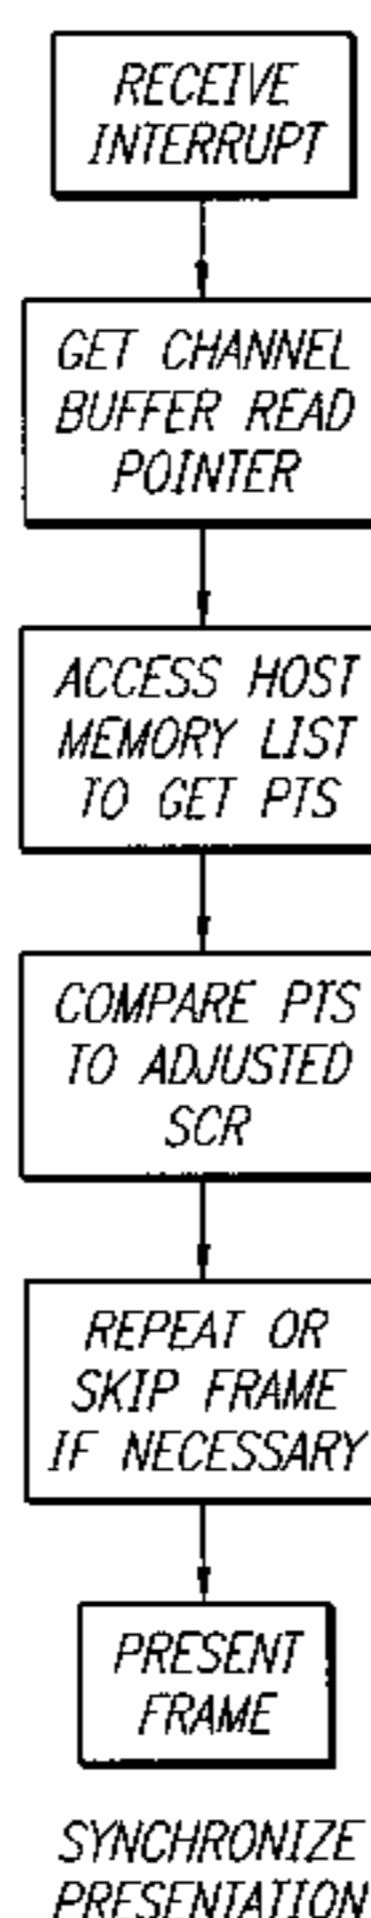 RECEIVE
INTERRUPT
GET CHANNEL
BUFFER READ
POINTER
ACCESS HOST
MEMORY LIST
TO GET PTS
COMPARE PTS
TO ADJUSTED
SCR
REPEAT OR
SKIP FRAME
IF NECESSARY
PRESENT
FRAME
SYNCHRONIZE
PRESENTATION